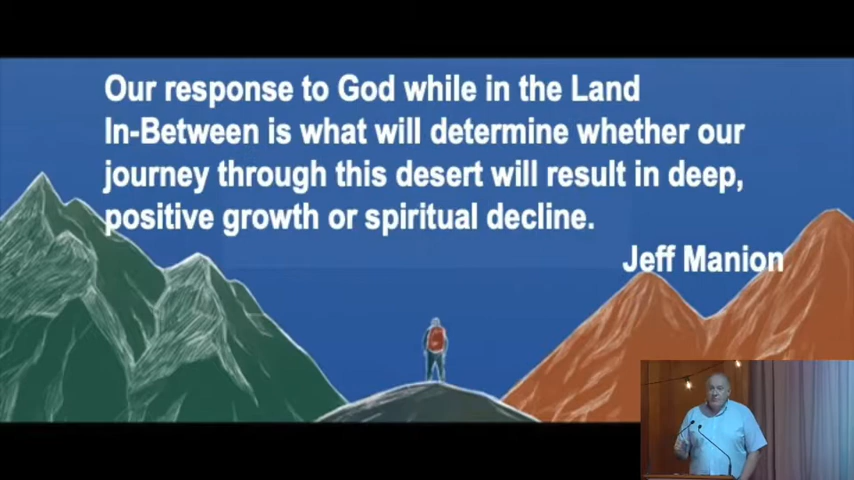 Our response to God while in the Land
In-Between is what will determine whether our
journey through this desert will result in deep,
positive growth or spiritual decline.
Jeff Manion